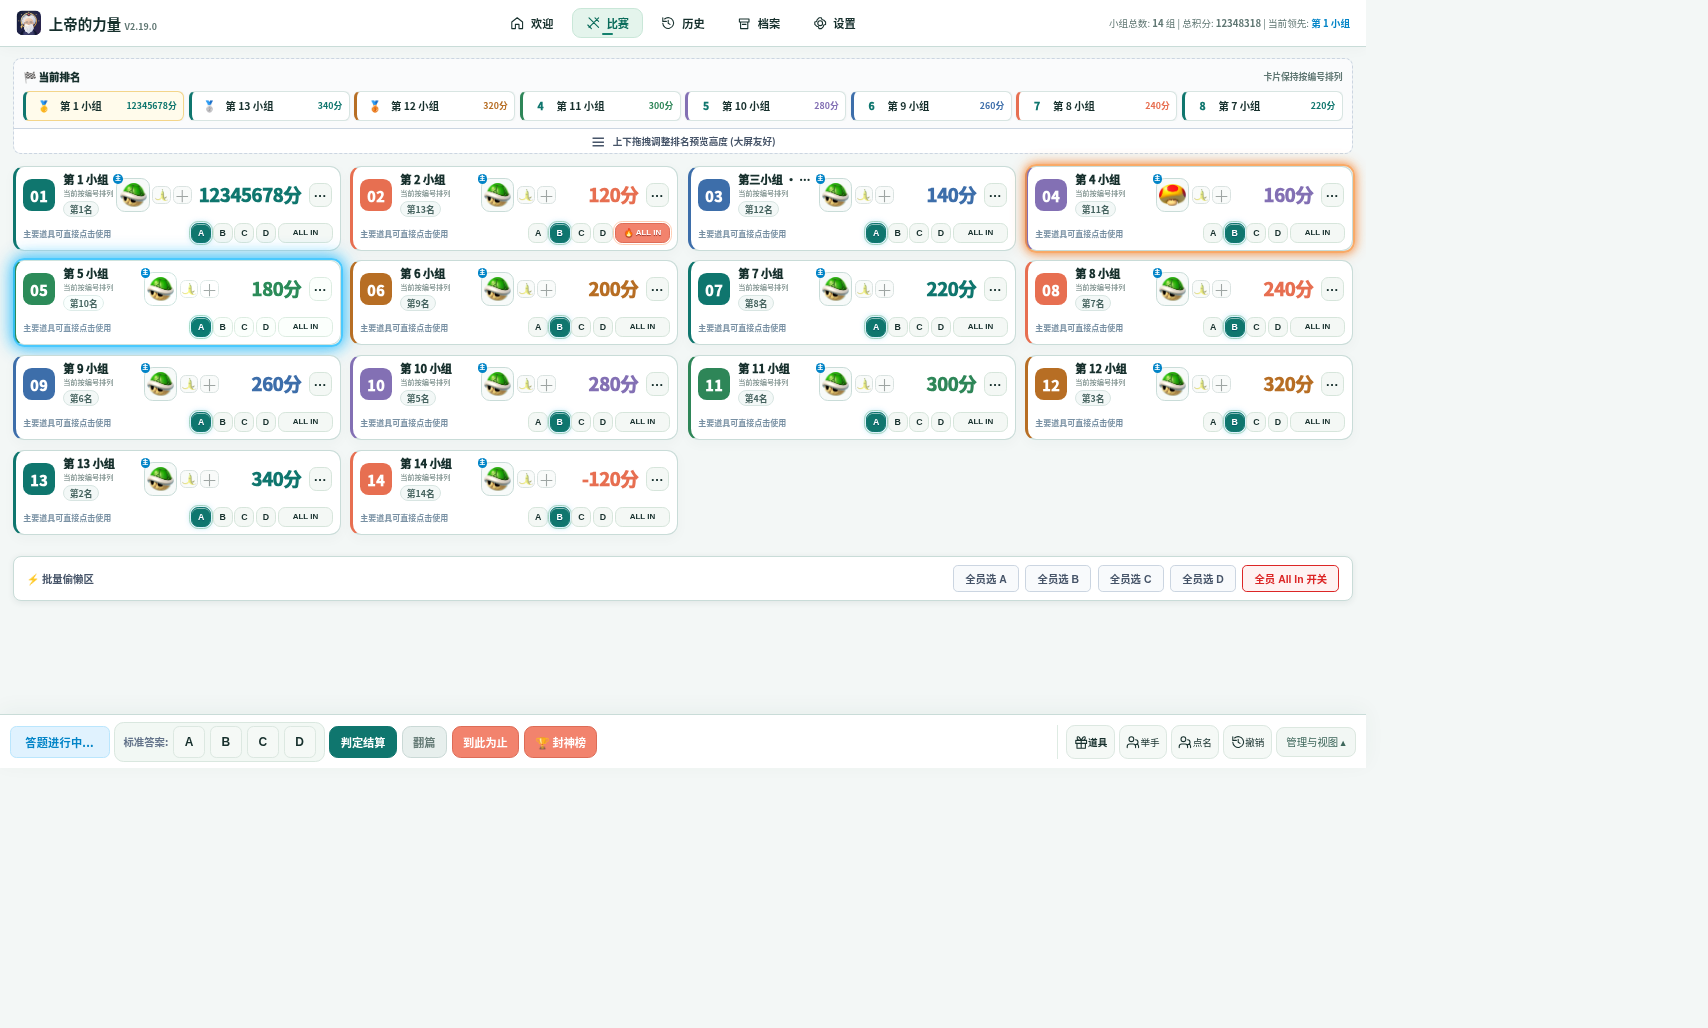 上帝的力量 V2.19.0
欢迎
比赛
历史
档案
设置
小组总数: 14 组 | 总积分: 12348318 | 当前领先: 第 1 小组
当前排名
卡片保持按编号排列
第 1 小组 12345678分
第 13 小组 340分
第 12 小组 320分
4 第 11 小组 300分
5 第 10 小组 280分
6 第 9 小组 260分
7 第 8 小组 240分
8 第 7 小组 220分
上下拖拽调整排名预览高度 (大屏友好)
01 第 1 小组 主 12345678分 ...
当前按编号排列
第1名
主要道具可直接点击使用 A B C D ALL IN
02 第 2 小组 主 120分 ...
当前按编号排列
第13名
主要道具可直接点击使用 A B C D ALL IN
03 第三小组 · ... 主 140分 ...
当前按编号排列
第12名
主要道具可直接点击使用 A B C D ALL IN
04 第 4 小组 主 160分 ...
当前按编号排列
第11名
主要道具可直接点击使用 A B C D ALL IN
05 第 5 小组 主 180分 ...
当前按编号排列
第10名
主要道具可直接点击使用 A B C D ALL IN
06 第 6 小组 主 200分 ...
当前按编号排列
第9名
主要道具可直接点击使用 A B C D ALL IN
07 第 7 小组 主 220分 ...
当前按编号排列
第8名
主要道具可直接点击使用 A B C D ALL IN
08 第 8 小组 主 240分 ...
当前按编号排列
第7名
主要道具可直接点击使用 A B C D ALL IN
09 第 9 小组 主 260分 ...
当前按编号排列
第6名
主要道具可直接点击使用 A B C D ALL IN
10 第 10 小组 主 280分 ...
当前按编号排列
第5名
主要道具可直接点击使用 A B C D ALL IN
11 第 11 小组 主 300分 ...
当前按编号排列
第4名
主要道具可直接点击使用 A B C D ALL IN
12 第 12 小组 主 320分 ...
当前按编号排列
第3名
主要道具可直接点击使用 A B C D ALL IN
13 第 13 小组 主 340分 ...
当前按编号排列
第2名
主要道具可直接点击使用 A B C D ALL IN
14 第 14 小组 主 -120分 ...
当前按编号排列
第14名
主要道具可直接点击使用 A B C D ALL IN
批量偷懒区
全员选 A
全员选 B
全员选 C
全员选 D
全员 All In 开关
答题进行中...
标准答案: A B C D
判定结算
翻篇
到此为止
封神榜
道具
举手
点名
撤销
管理与视图 ▴